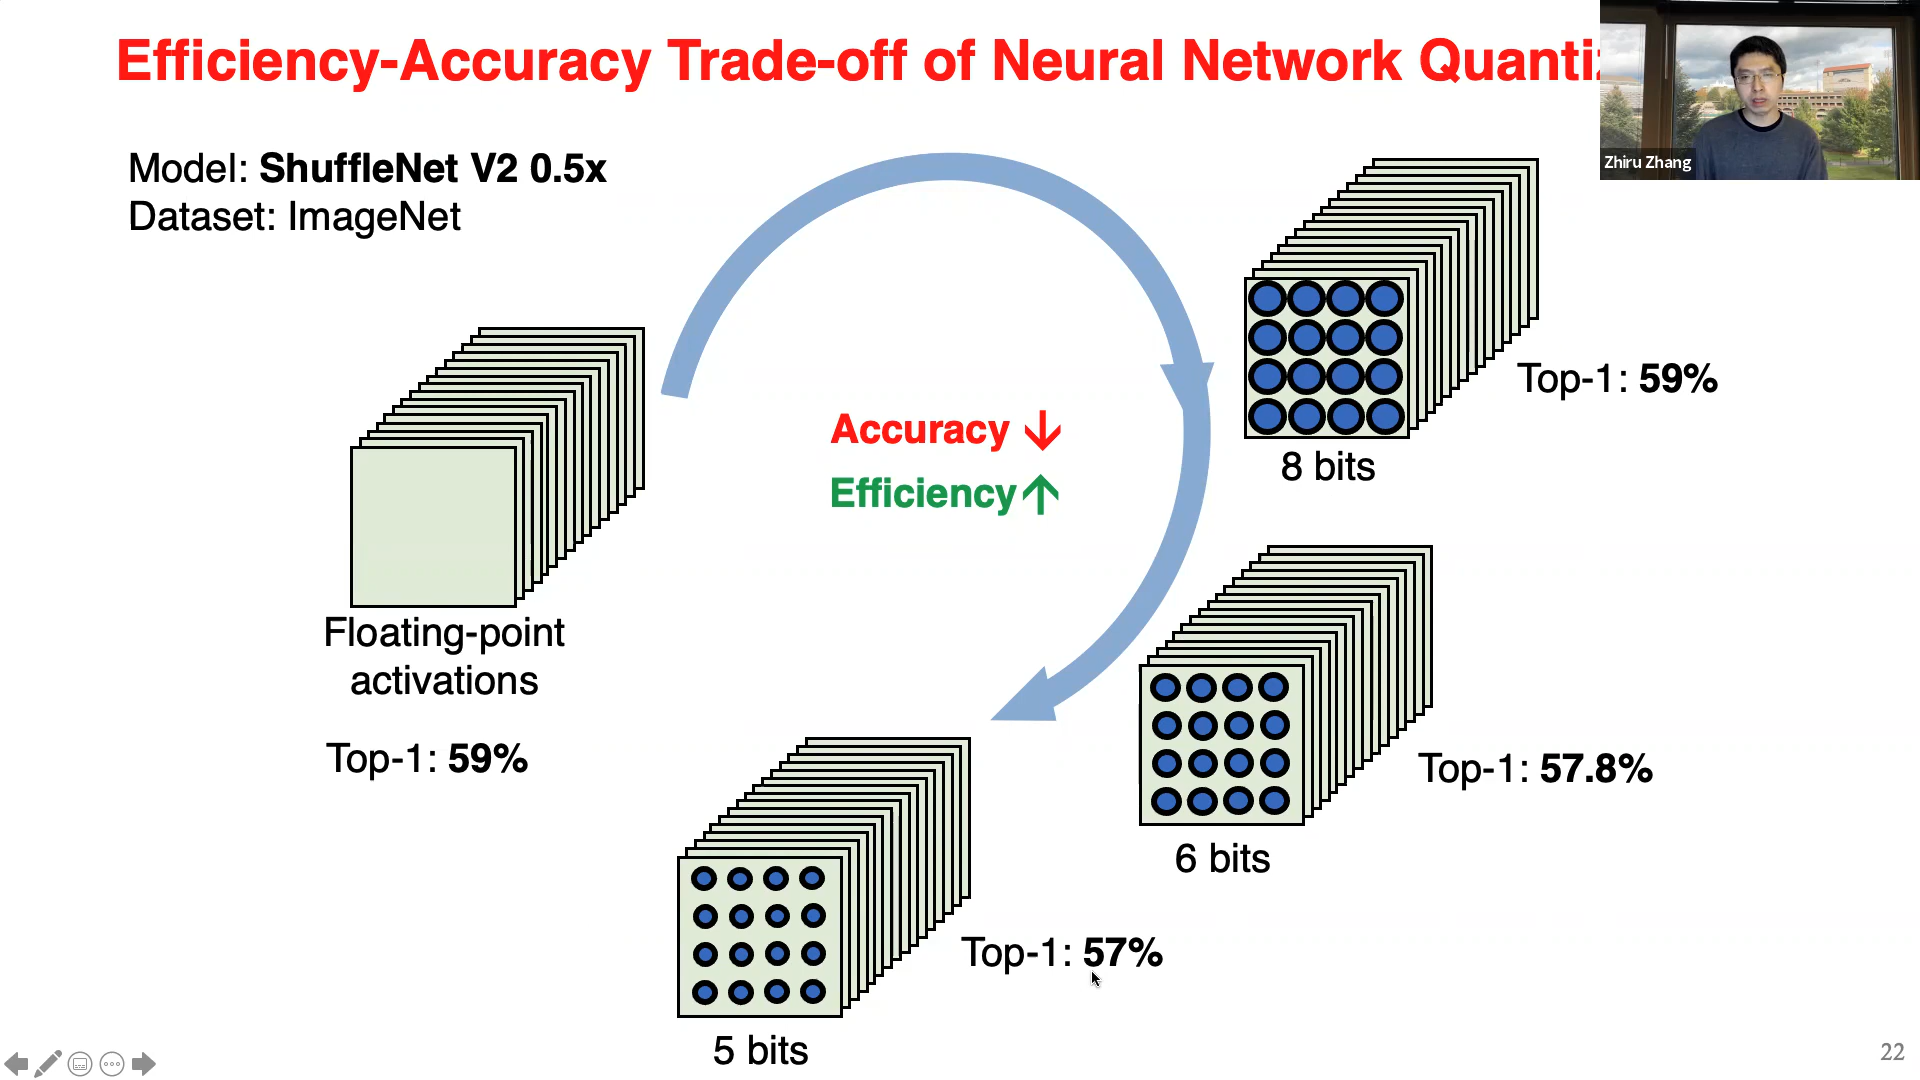 Efficiency-Accuracy Trade-off of Neural Network
Zhiru Zhang
Model: ShuffleNet V2 0.5x
Dataset: ImageNet
Top-1: 59%
8 bits
Accuracy ↓
Efficiency ↑
Floating-point
activations
Top-1: 59%
Top-1: 57.8%
6 bits
Top-1: 57%
5 bits
22